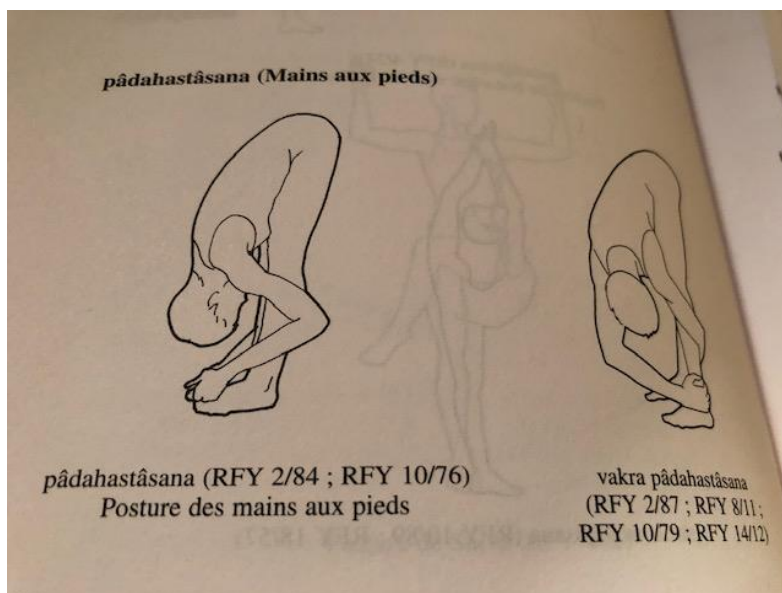 pâdahastâsana (Mains aux pieds)
pâdahastâsana (RFY 2/84 ; RFY 10/76)
Posture des mains aux pieds
vakra pâdahastâsana
(RFY 2/87 ; RFY 8/11 ;
RFY 10/79 ; RFY 14/12)